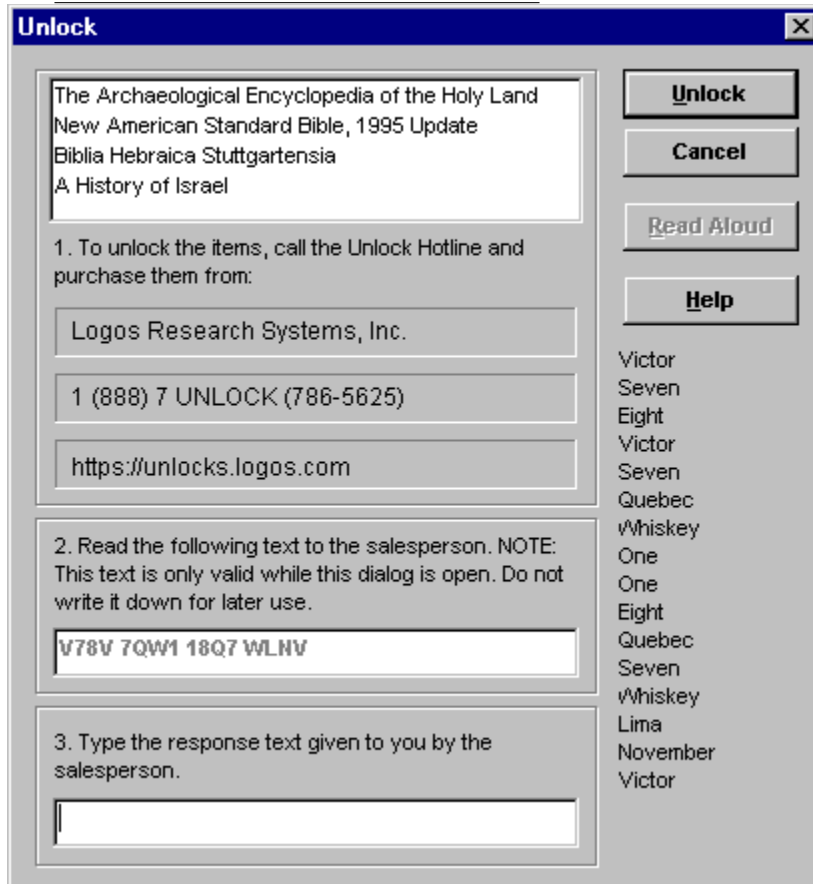 Unlock
The Archaeological Encyclopedia of the Holy Land
New American Standard Bible, 1995 Update
Biblia Hebraica Stuttgartensia
A History of Israel
1. To unlock the items, call the Unlock Hotline and
purchase them from:
Logos Research Systems, Inc.
1 (888) 7 UNLOCK (786-5625)
https://unlocks.logos.com
2. Read the following text to the salesperson. NOTE:
This text is only valid while this dialog is open. Do not
write it down for later use.
V78V 7QW1 18Q7 WLNV
3. Type the response text given to you by the
salesperson.
Unlock
Cancel
Read Aloud
Help
Victor
Seven
Eight
Victor
Seven
Quebec
Whiskey
One
One
Eight
Quebec
Seven
Whiskey
Lima
November
Victor